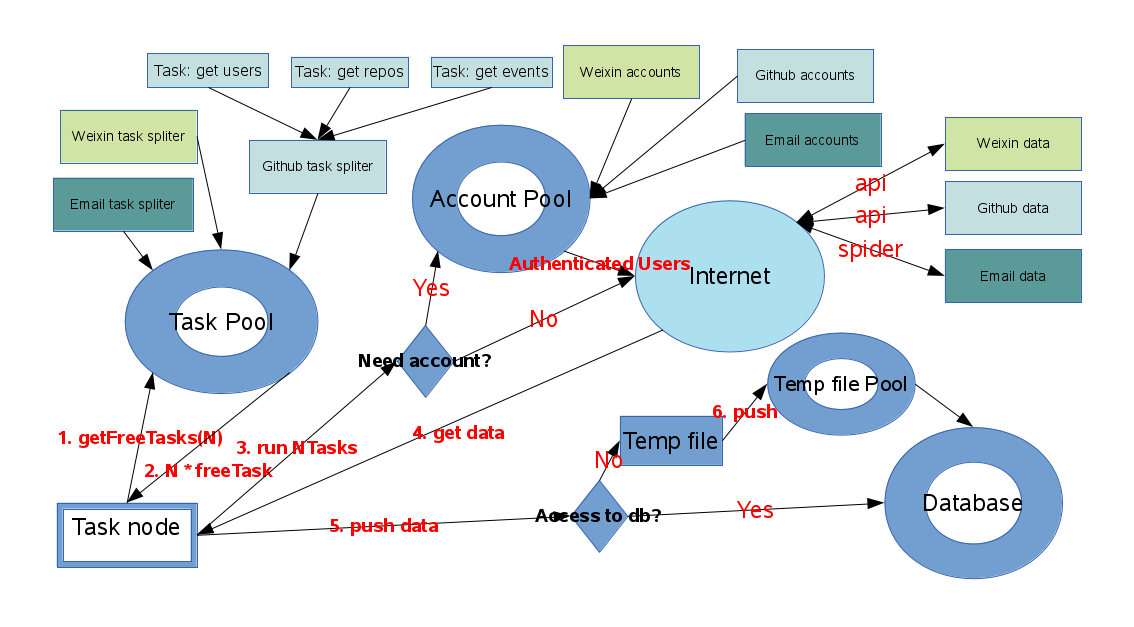 Task: get users
Task: get repos
Task: get events
Weixin accounts
Github accounts
Weixin task spliter
Github task spliter
Email accounts
Weixin data
Email task spliter
Account Pool
api
Github data
api
spider
Authenticated Users
Internet
Email data
Yes
Task Pool
No
Need account?
Temp file Pool
1. getFreeTasks(N)
2. N * freeTask
3. run NTasks
4. get data
6. push
Temp file
No
Task node
5. push data
Access to db?
Yes
Database